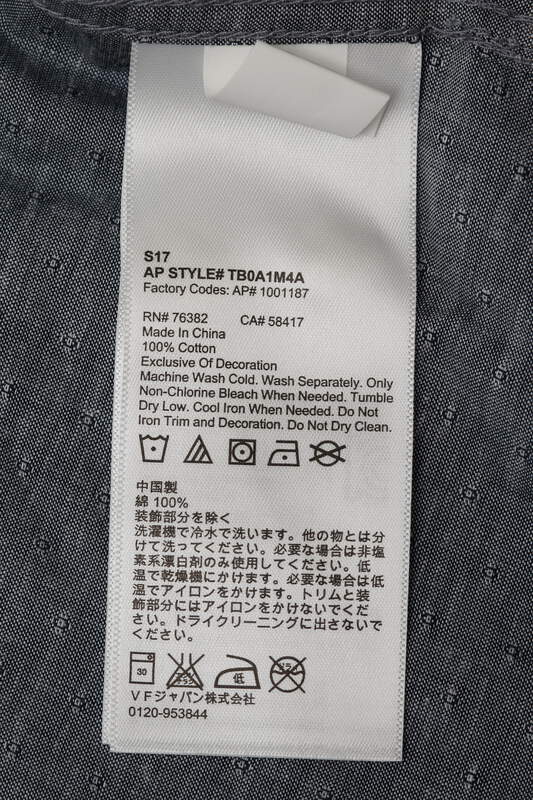 S17
AP STYLE# TB0A1M4A
Factory Codes: AP# 1001187
RN# 76382 CA# 58417
Made In China
100% Cotton
Exclusive Of Decoration
Machine Wash Cold. Wash Separately. Only
Non-Chlorine Bleach When Needed. Tumble
Dry Low. Cool Iron When Needed. Do Not
Iron Trim and Decoration. Do Not Dry Clean.
中国製
綿 100%
装飾部分を除く
洗濯機で冷水で洗います。他の物とは分
けて洗ってください。必要な場合は非塩
素系漂白剤のみ使用してください。低
温で乾燥機にかけます。必要な場合は低
温でアイロンをかけます。トリムと装
飾部分にはアイロンをかけないでくだ
さい。ドライクリーニングに出さないで
ください。
30 低
VFジャパン株式会社
0120-953844